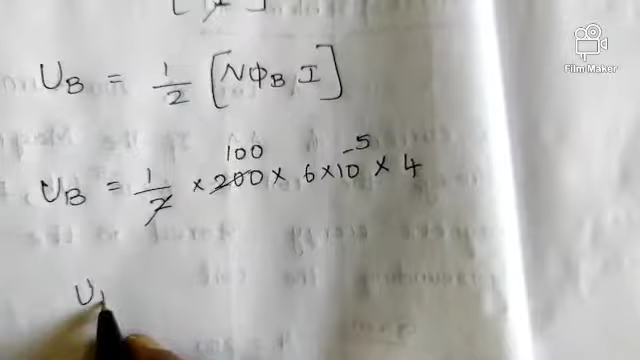 U_B = 1/2 [NΦ_B I]
100
U_B = 1/2 × 200 × 6 × 10^-5 × 4
U
Film Maker